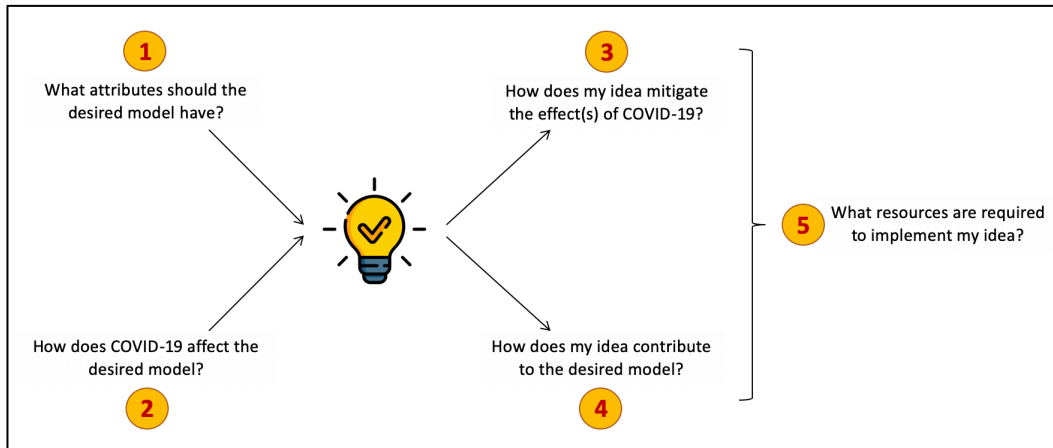 1
What attributes should the
desired model have?
3
How does my idea mitigate
the effect(s) of COVID-19?
5
What resources are required
to implement my idea?
How does COVID-19 affect the
desired model?
2
How does my idea contribute
to the desired model?
4